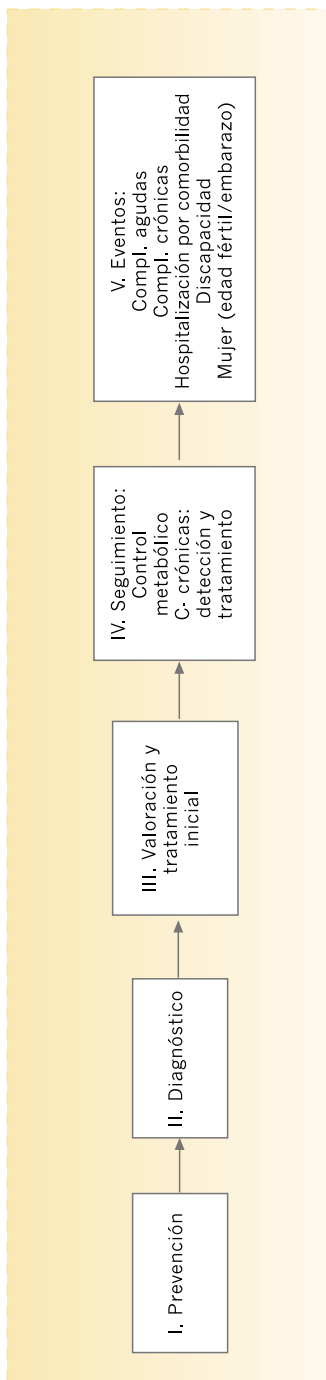 I. Prevención
II. Diagnóstico
III. Valoración y
tratamiento
inicial
IV. Seguimiento:
Control
metabólico
C- crónicas:
detección y
tratamiento
V. Eventos:
Compl. agudas
Compl. crónicas
Hospitalización por comorbilidad
Discapacidad
Mujer (edad fértil/embarazo)